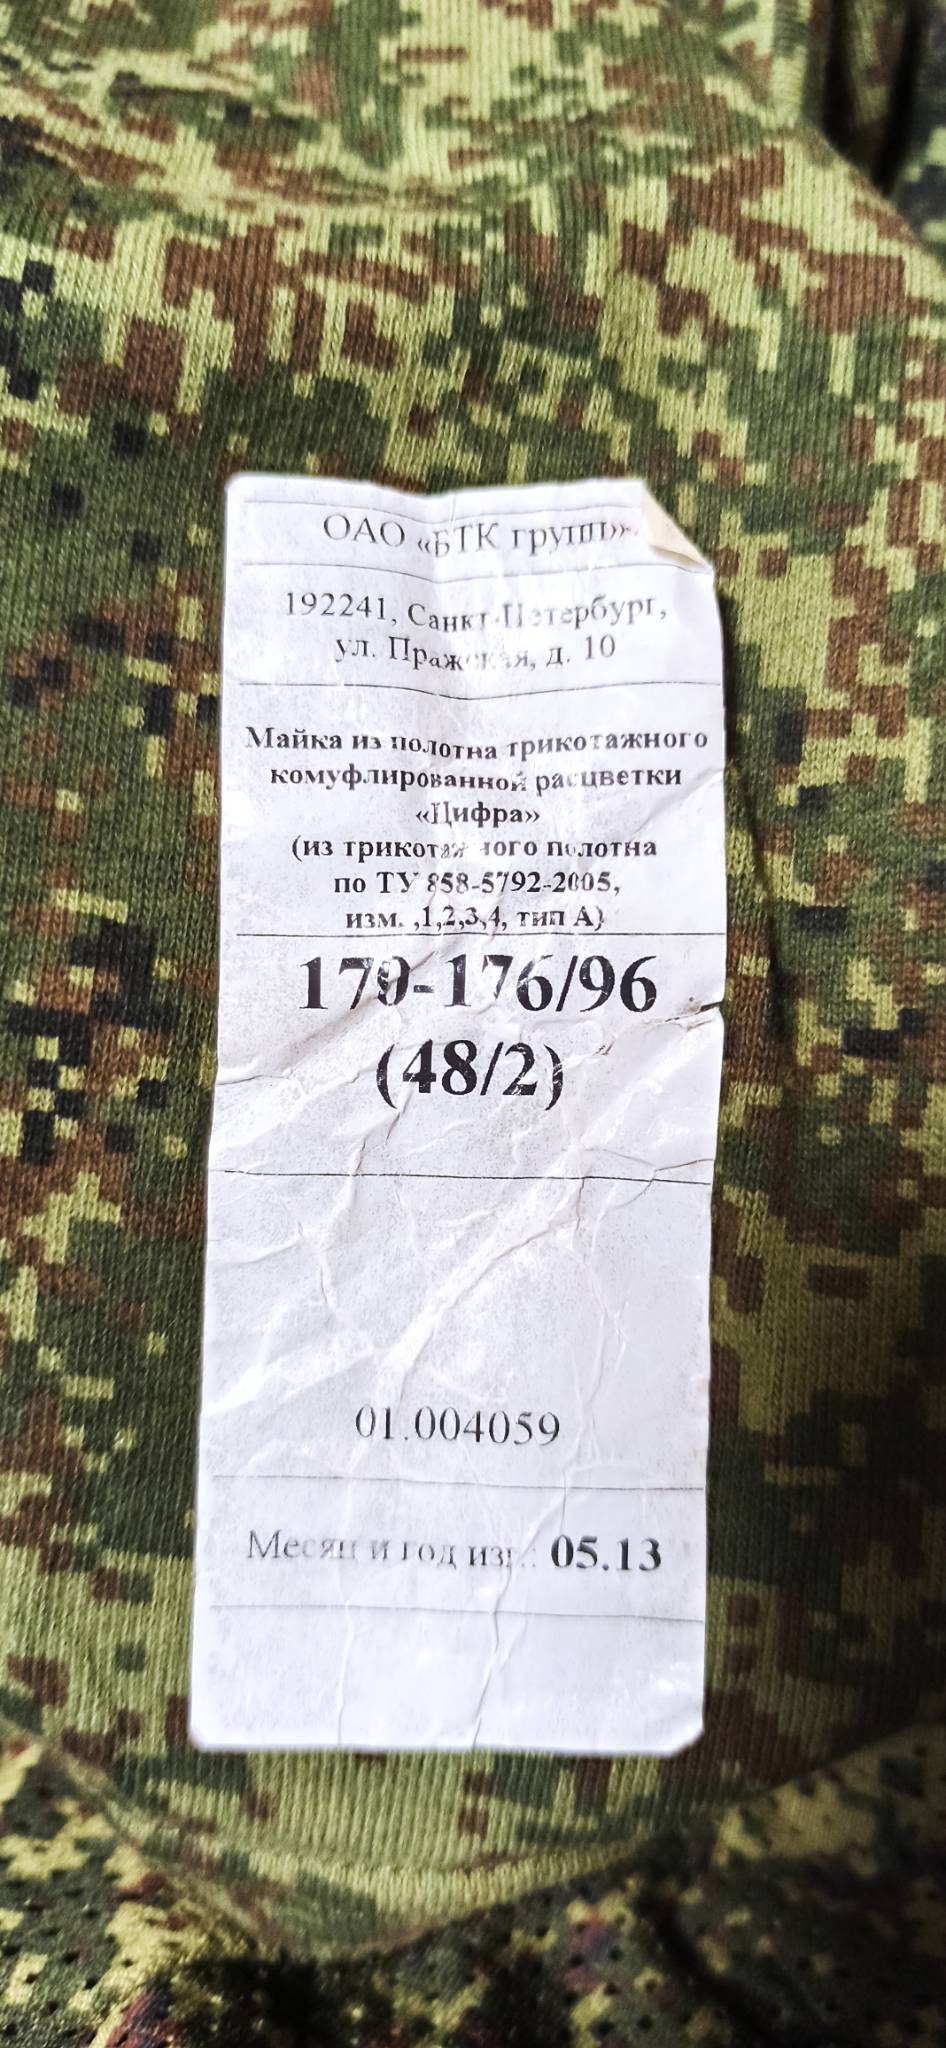 ОАО «БТК групп»
192241, Санкт-Петербург,
ул. Пражская, д. 10
Майка из полотна трикотажного
комуфлированной расцветки
«Цифра»
(из трикотажного полотна
по ТУ 858-5792-2005,
изм. ,1,2,3,4, тип А)
170-176/96
(48/2)
01.004059
Месяц и год изг.: 05.13